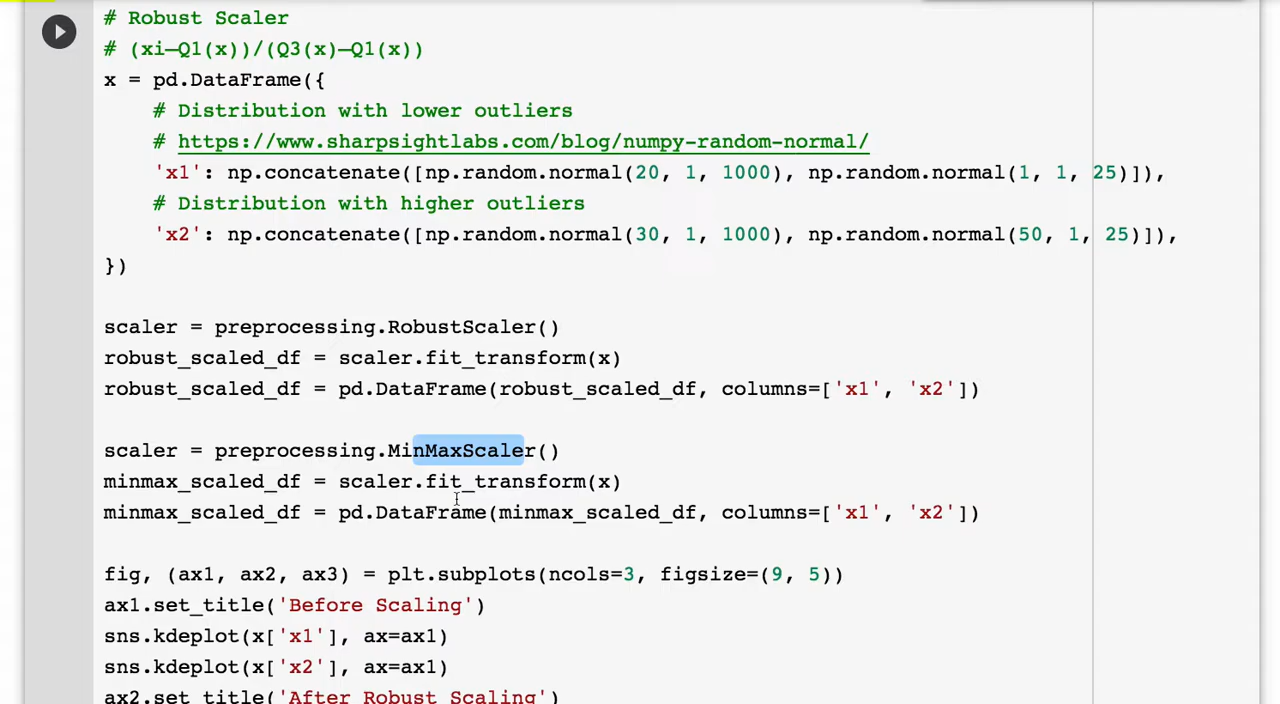 # Robust Scaler
# (xi–Q1(x))/(Q3(x)–Q1(x))
x = pd.DataFrame({
    # Distribution with lower outliers
    # https://www.sharpsightlabs.com/blog/numpy-random-normal/
    'x1': np.concatenate([np.random.normal(20, 1, 1000), np.random.normal(1, 1, 25)]),
    # Distribution with higher outliers
    'x2': np.concatenate([np.random.normal(30, 1, 1000), np.random.normal(50, 1, 25)]),
})
scaler = preprocessing.RobustScaler()
robust_scaled_df = scaler.fit_transform(x)
robust_scaled_df = pd.DataFrame(robust_scaled_df, columns=['x1', 'x2'])
scaler = preprocessing.MinMaxScaler()
minmax_scaled_df = scaler.fit_transform(x)
minmax_scaled_df = pd.DataFrame(minmax_scaled_df, columns=['x1', 'x2'])
fig, (ax1, ax2, ax3) = plt.subplots(ncols=3, figsize=(9, 5))
ax1.set_title('Before Scaling')
sns.kdeplot(x['x1'], ax=ax1)
sns.kdeplot(x['x2'], ax=ax1)
ax2.set_title('After Robust Scaling')